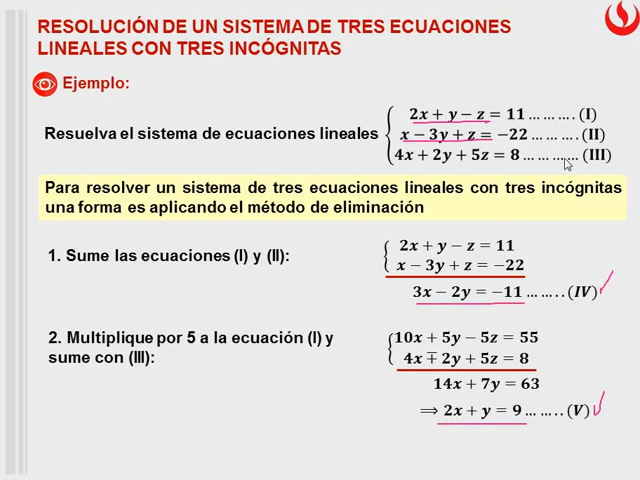 RESOLUCIÓN DE UN SISTEMA DE TRES ECUACIONES
LINEALES CON TRES INCÓGNITAS
Ejemplo:
Resuelva el sistema de ecuaciones lineales
2x + y − z = 11 ... ... .... (I)
x − 3y + z = −22 ... ... .... (II)
4x + 2y + 5z = 8 ... ... ...... (III)
Para resolver un sistema de tres ecuaciones lineales con tres incógnitas
una forma es aplicando el método de eliminación
1. Sume las ecuaciones (I) y (II):
2x + y − z = 11
x − 3y + z = −22
3x − 2y = −11 ... ... . . (IV)
2. Multiplique por 5 a la ecuación (I) y
sume con (III):
10x + 5y − 5z = 55
4x + 2y + 5z = 8
14x + 7y = 63
⟹ 2x + y = 9 ... ... . . (V)